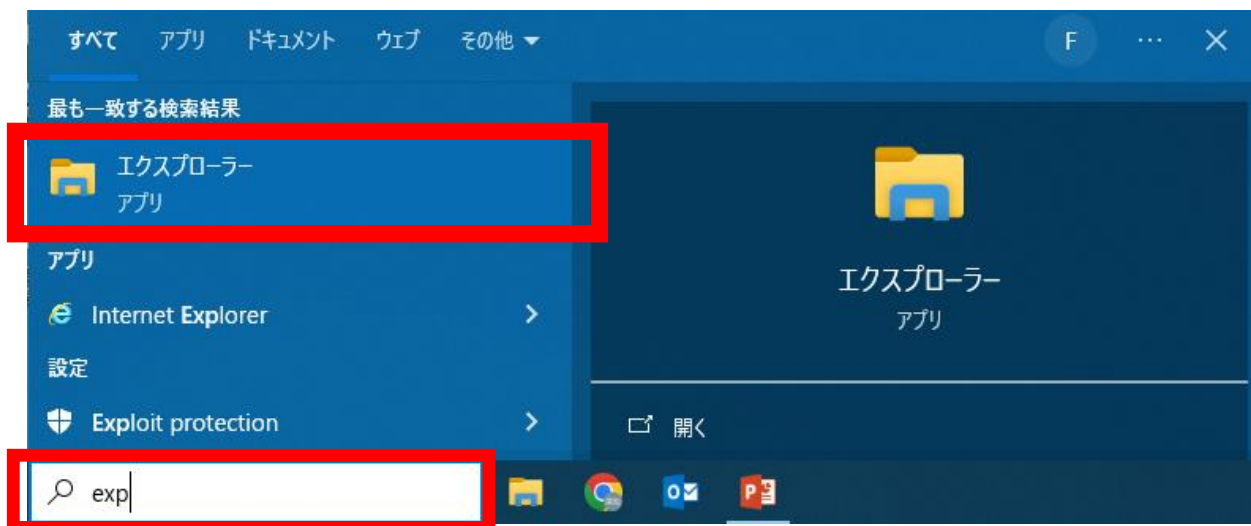 すべて アプリ ドキュメント ウェブ その他
F ...
最も一致する検索結果
エクスプローラー
アプリ
アプリ
Internet Explorer
設定
Exploit protection
exp
エクスプローラー
アプリ
開く